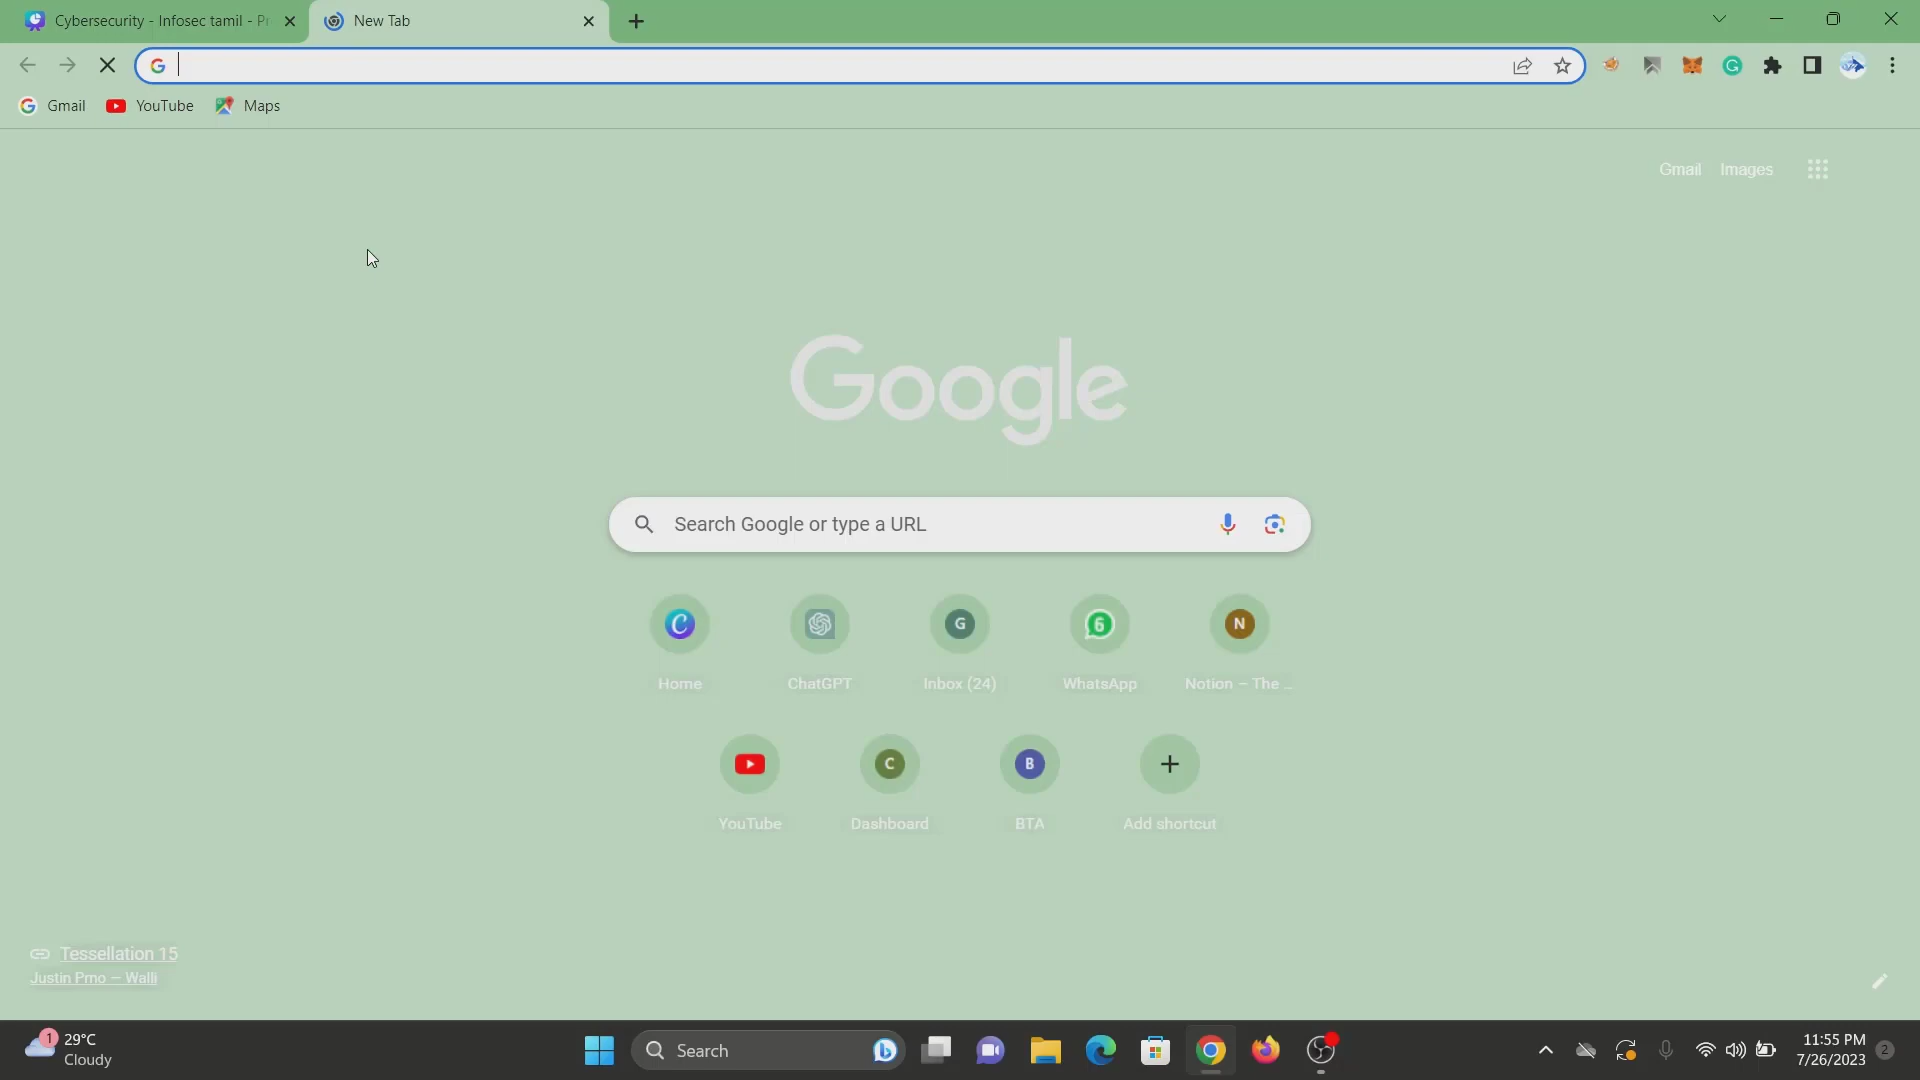 Cybersecurity - Infosec tamil - Pr
New Tab
Gmail
YouTube
Maps
Gmail
Images
Google
Search Google or type a URL
Home
ChatGPT
Inbox (24)
WhatsApp
Notion – The ...
YouTube
Dashboard
BTA
Add shortcut
Tessellation 15
Justin Prno — Walli
29°C
Cloudy
Search
11:55 PM
7/26/2023